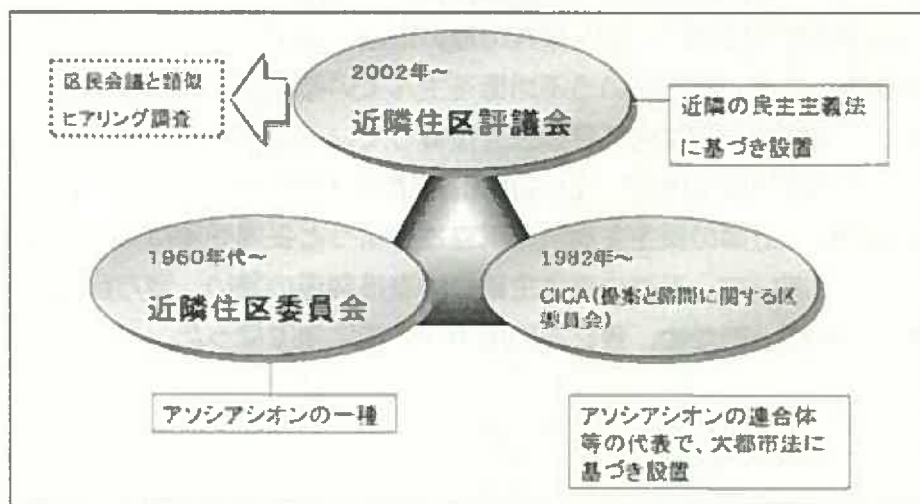 区民会議と類似
ヒアリング調査
2002年～
近隣住区評議会
近隣の民主主義法
に基づき設置
1960年代～
近隣住区委員会
1982年～
CICA(提案と諮問に関する区
委員会)
アソシアシオンの一種
アソシアシオンの連合体
等の代表で、大都市法に
基づき設置